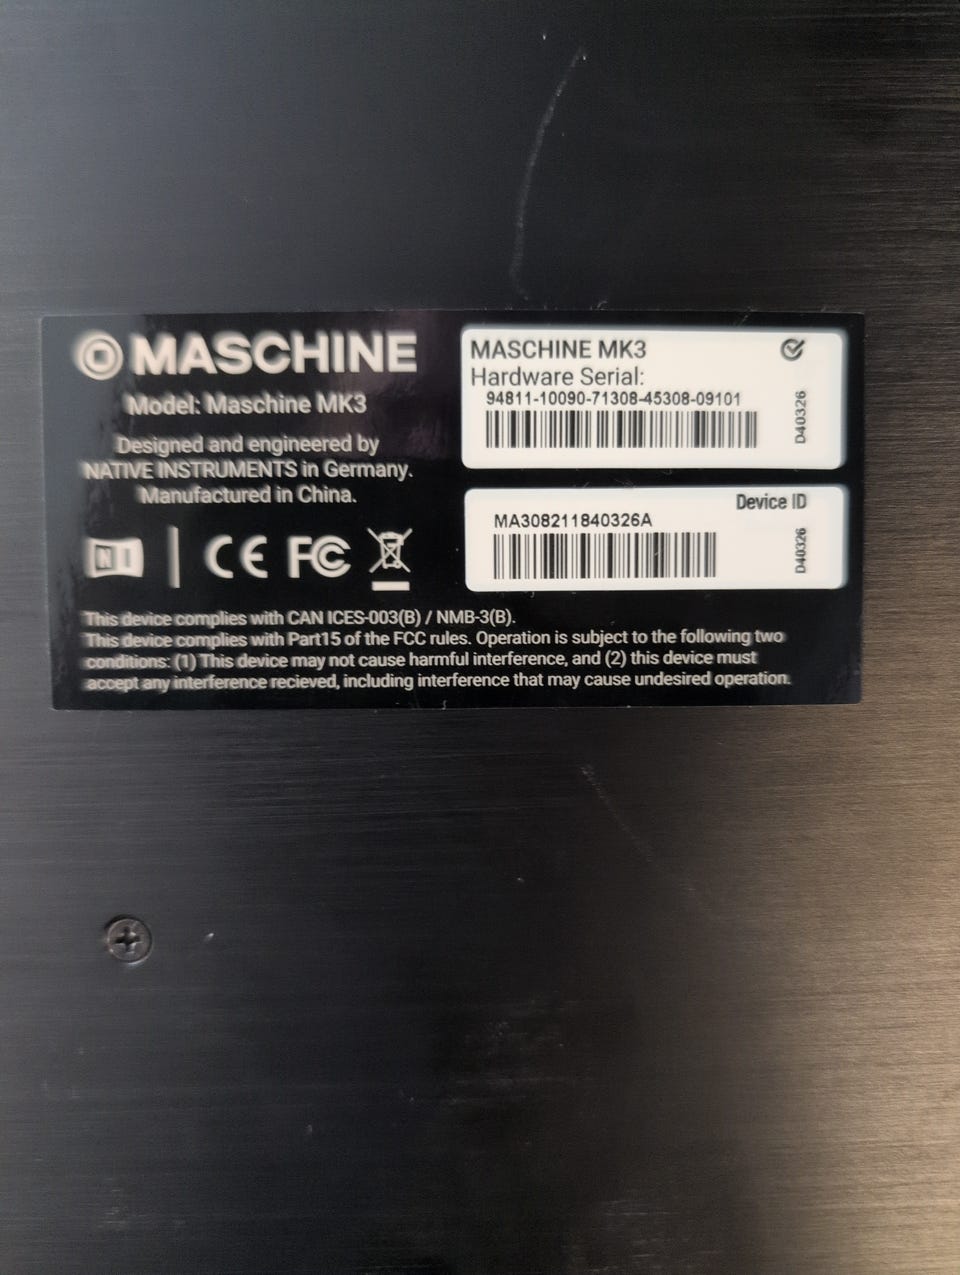 MASCHINE
Model: Maschine MK3
Designed and engineered by
NATIVE INSTRUMENTS in Germany.
Manufactured in China.
NI
CE FC
This device complies with CAN ICES-003(B) / NMB-3(B).
This device complies with Part15 of the FCC rules. Operation is subject to the following two
conditions: (1) This device may not cause harmful interference, and (2) this device must
accept any interference recieved, including interference that may cause undesired operation.
MASCHINE MK3
Hardware Serial:
94811-10090-71308-45308-09101
D40326
Device ID
MA308211840326A
D40326